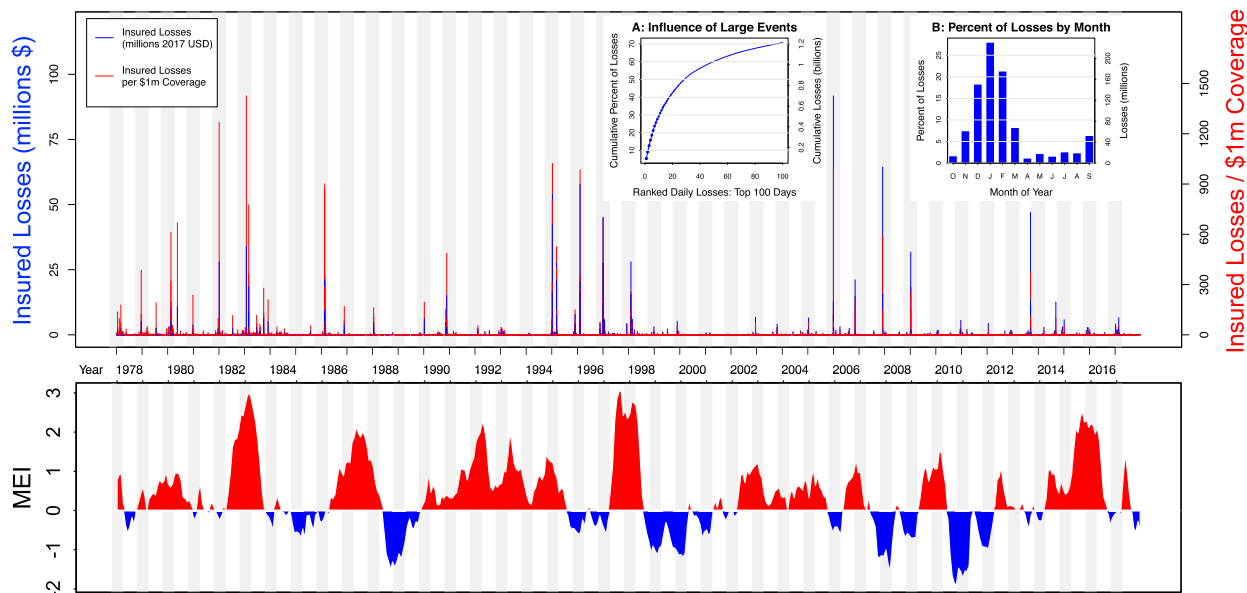 Insured Losses (millions $)
100
75
50
25
0
Insured Losses
(millions 2017 USD)
Insured Losses
per $1m Coverage
A: Influence of Large Events
Cumulative Percent of Losses
70
60
50
40
30
20
10
0 20 40 60 80 100
1.2
1
0.8
0.6
0.4
0.2
Cumulative Losses (billions)
Ranked Daily Losses: Top 100 Days
B: Percent of Losses by Month
Percent of Losses
25
20
15
10
5
0
O N D J F M A M J J A S
200
160
120
80
40
0
Losses (millions)
Month of Year
1500
1200
900
600
300
0
Insured Losses / $1m Coverage
Year 1978 1980 1982 1984 1986 1988 1990 1992 1994 1996 1998 2000 2002 2004 2006 2008 2010 2012 2014 2016
MEI
3
2
1
0
-1
-2